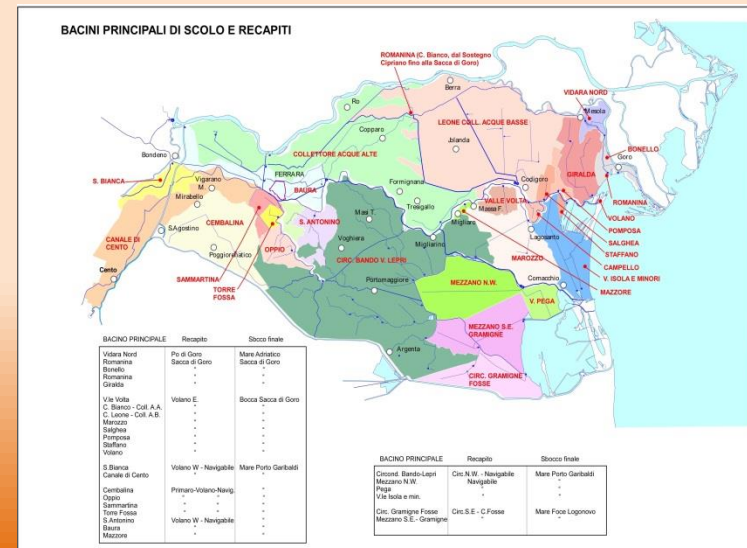 BACINI PRINCIPALI DI SCOLO E RECAPITI
ROMANINA (C. Bianco, dal Sostegno
Cipriano fino alla Sacca di Goro)
Berra
VIDARA NORD
Mesola
Ro
LEONE COLL. ACQUE BASSE
Copparo
Jolanda
BONELLO
Goro
Bondeno
COLLETTORE ACQUE ALTE
GIRALDA
S. BIANCA
FERRARA
Vigarano
M.
BAURA
Formignana
Codigoro
Mirabello
Tresigallo
VALLE VOLTA
ROMANINA
Massa F.
VOLANO
CEMBALINA
S. ANTONINO
Masi T.
Migliaro
POMPOSA
S.Agostino
CANALE DI
CENTO
Voghiera
Migliarino
Lagosanto
SALGHEA
STAFFANO
OPPIO
CIRC. BANDO V. LEPRI
MAROZZO
CAMPELLO
Poggiorenatico
V. ISOLA E MINORI
Cento
SAMMARTINA
Portomaggiore
MEZZANO N.W.
Comacchio
MAZZORE
TORRE
FOSSA
V. PEGA
MEZZANO S.E.
GRAMIGNE
Argenta
CIRC. GRAMIGNE
FOSSE
BACINO PRINCIPALE Recapito Sbocco finale
Vidara Nord Po di Goro Mare Adriatico
Romanina Sacca di Goro Sacca di Goro
Bonello " "
Romanina " "
Giralda " "
V.le Volta Volano E. Bocca Sacca di Goro
C. Bianco - Coll. A.A. " "
C. Leone - Coll. A.B. " "
Marozzo " "
Salghea " "
Pomposa " "
Staffano " "
Volano " "
S.Bianca Volano W - Navigabile Mare Porto Garibaldi
Canale di Cento " "
Cembalina Primaro-Volano-Navig. "
Oppio " " "
Sammartina " " "
Torre Fossa " " "
S.Antonino Volano W - Navigabile "
Baura " "
Mazzore " "
BACINO PRINCIPALE Recapito Sbocco finale
Circond. Bando-Lepri Circ.N.W. - Navigabile Mare Porto Garibaldi
Mezzano N.W. Navigabile "
Pega " "
V.le Isola e min. " "
Circ. Gramigne Fosse Circ.S.E - C.Fosse Mare Foce Logonovo
Mezzano S.E.- Gramigne " "